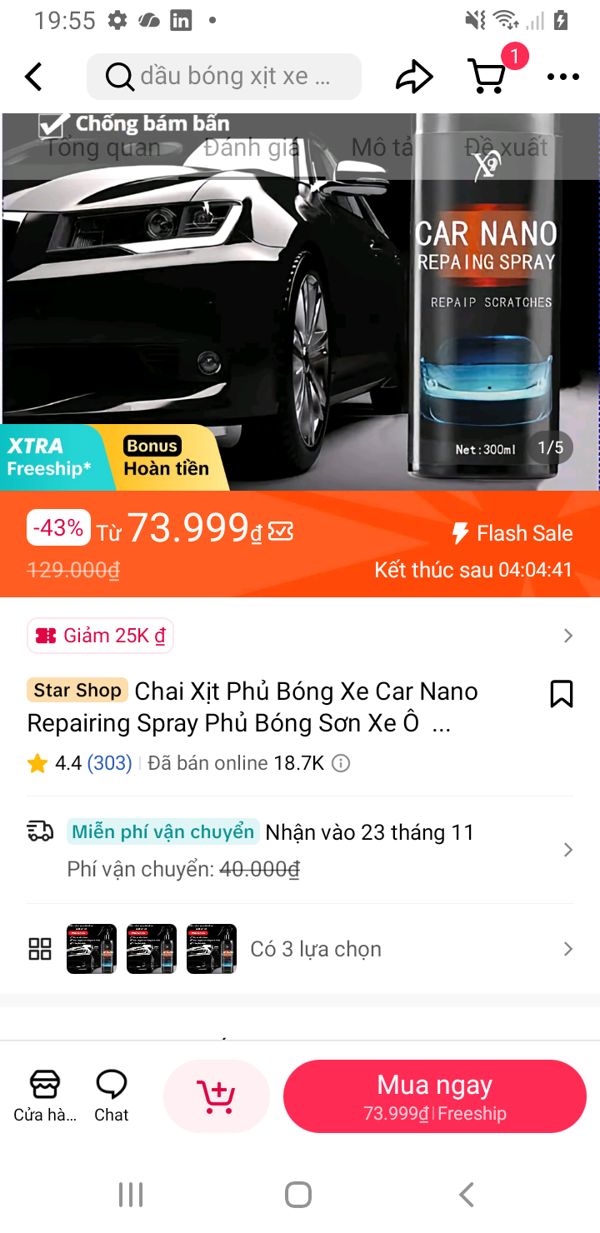 19:55
dầu bóng xịt xe ...
1
Chống bám bẩn
Tổng quan Đánh giá Mô tả Đề xuất
CAR NANO
REPAING SPRAY
REPAIP SCRATCHES
Net:300ml
1/5
XTRA
Freeship*
Bonus
Hoàn tiền
-43% Từ 73.999₫
Flash Sale
129.000₫
Kết thúc sau 04:04:41
Giảm 25K ₫
Star Shop Chai Xịt Phủ Bóng Xe Car Nano
Repairing Spray Phủ Bóng Sơn Xe Ô ...
4.4 (303) Đã bán online 18.7K
Miễn phí vận chuyển Nhận vào 23 tháng 11
Phí vận chuyển: 40.000₫
Có 3 lựa chọn
Cửa hà...
Chat
Mua ngay
73.999₫ | Freeship